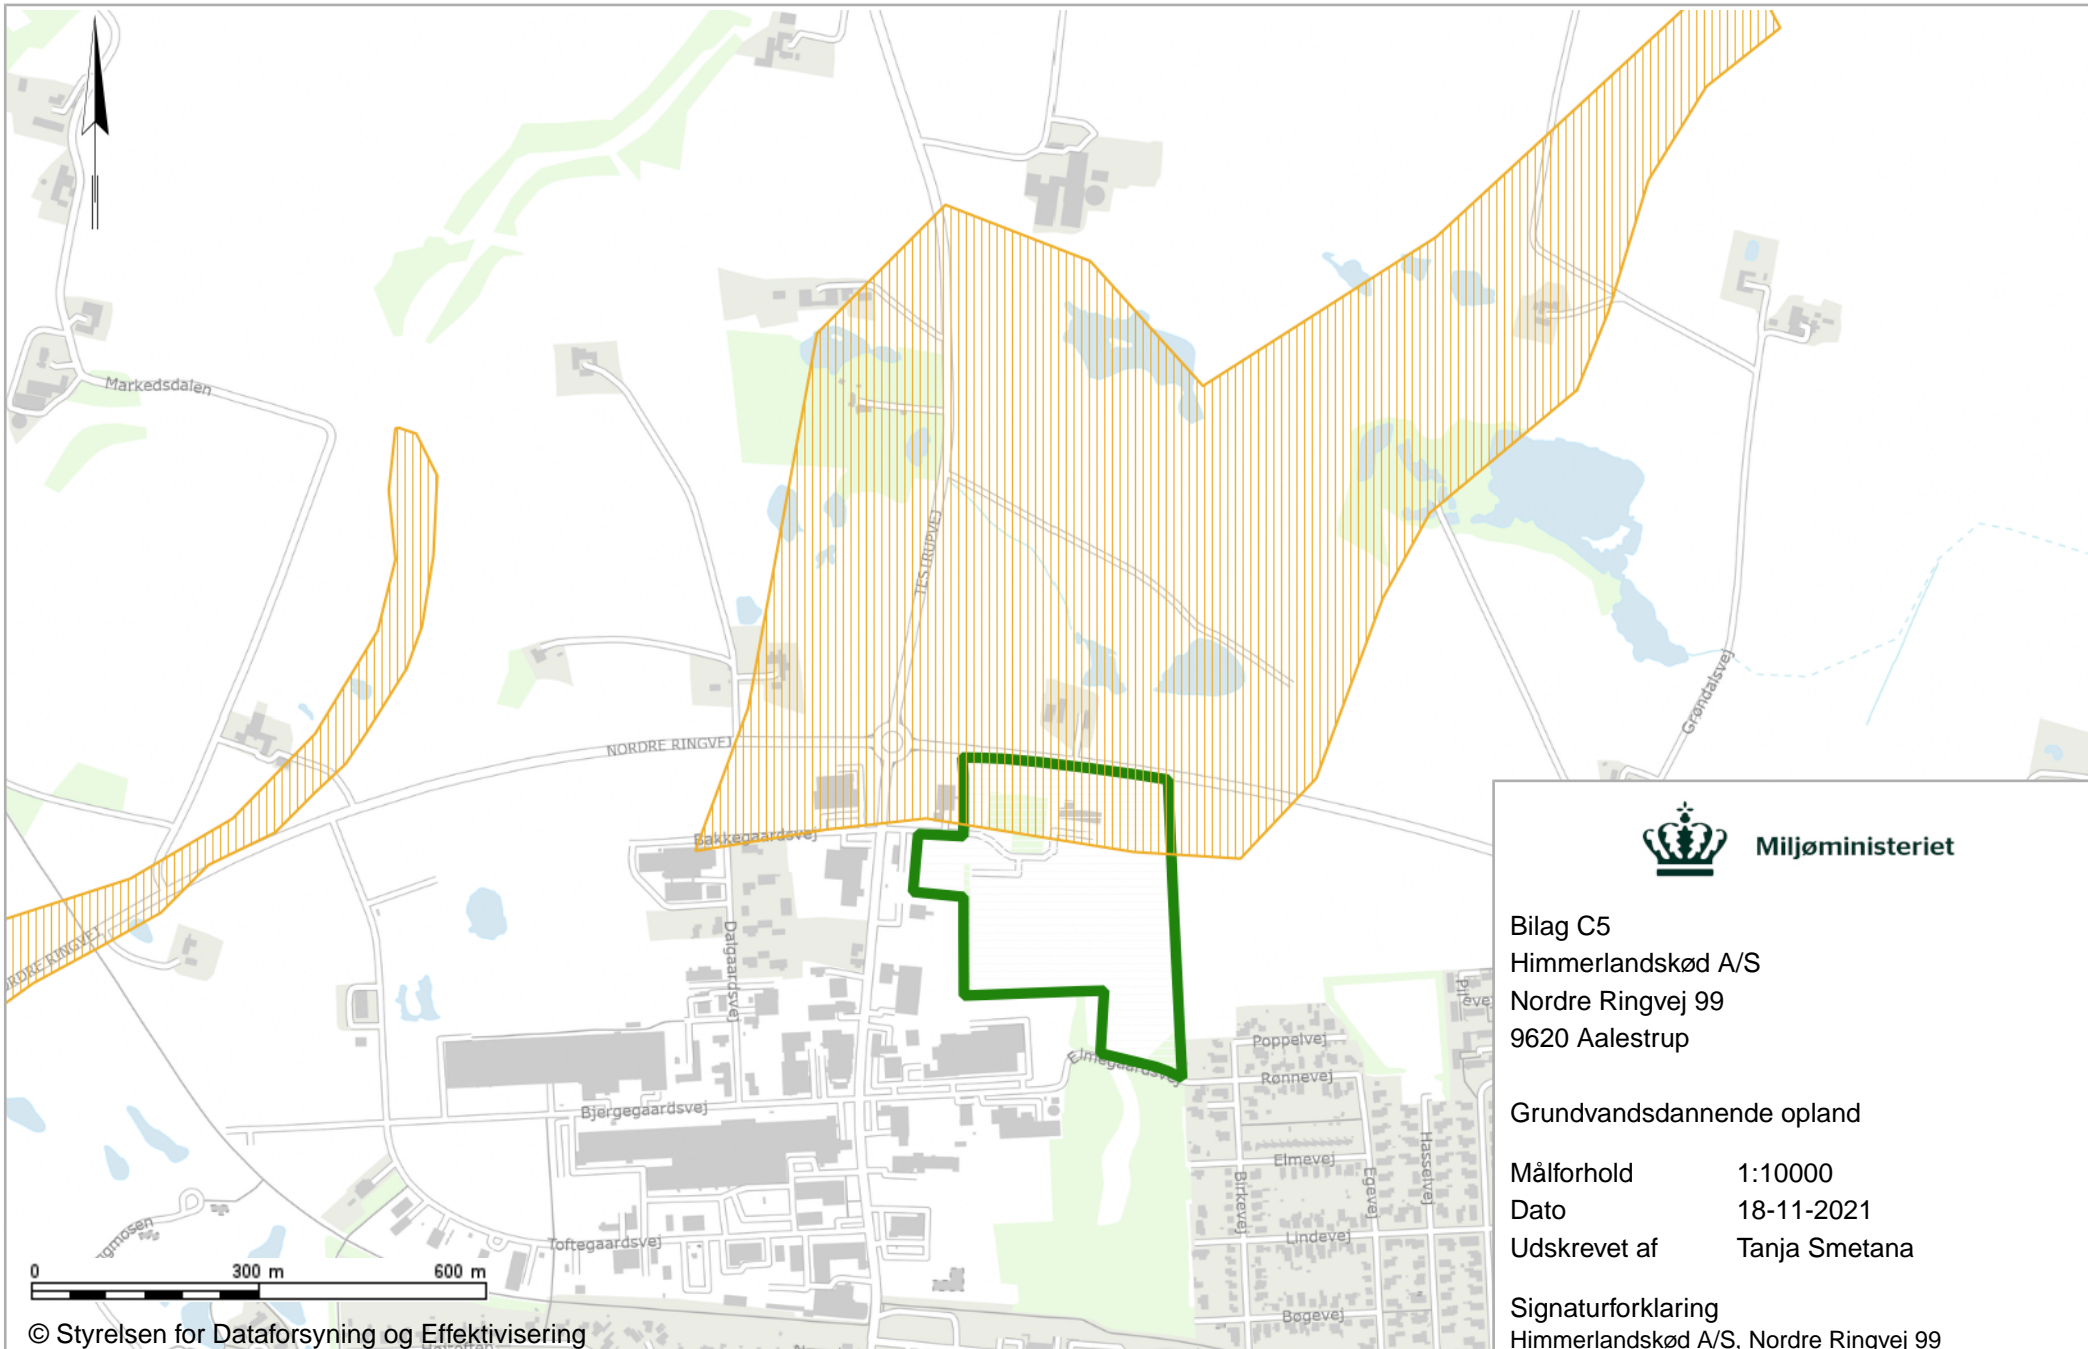 Markedsdalen
TESTRUPVEJ
NORDRE RINGVEJ
Grøndalsvej
Bakkegaardsvej
Dalgaardsvej
Elmegaardsvej
Poppelvej
Rønnevej
Bjergegaardsvej
Elmevej
Birkevej
Egevej
Hasselvej
Lindevej
Toftegaardsvej
Bøgevej
0 300 m 600 m
© Styrelsen for Dataforsyning og Effektivisering
Miljøministeriet
Bilag C5
Himmerlandskød A/S
Nordre Ringvej 99
9620 Aalestrup
Grundvandsdannende opland
Målforhold 1:10000
Dato 18-11-2021
Udskrevet af Tanja Smetana
Signaturforklaring
Himmerlandskød A/S, Nordre Ringvej 99